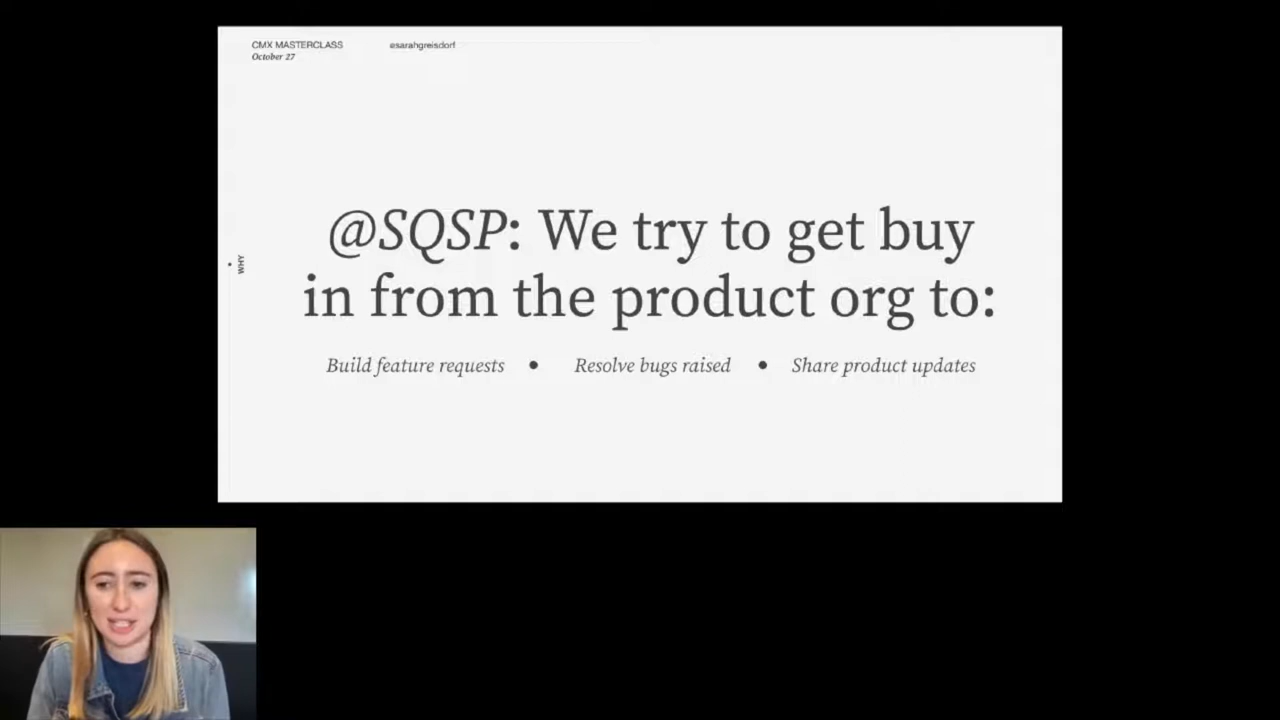 CMX MASTERCLASS
@sarahgreisdorf
October 27
WHY
@SQSP: We try to get buy
in from the product org to:
Build feature requests • Resolve bugs raised • Share product updates